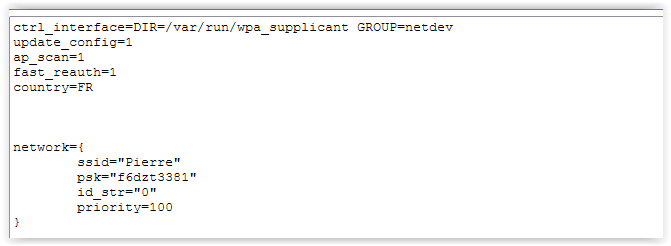 ctrl_interface=DIR=/var/run/wpa_supplicant GROUP=netdev
update_config=1
ap_scan=1
fast_reauth=1
country=FR
network={
ssid="Pierre"
psk="f6dzt3381"
id_str="0"
priority=100
}